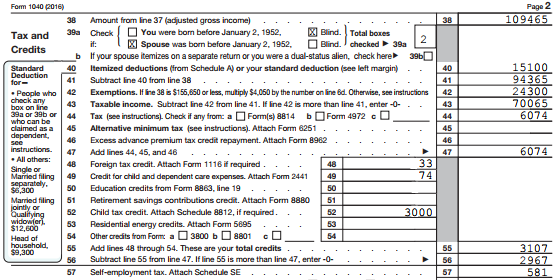 Form 1040 (2016) Page 2
38 Amount from line 37 (adjusted gross income) . . . . . . . . . . . . . . 38 109465
Tax and Credits
39a Check if: ☐ You were born before January 2, 1952, ☒ Blind. Total boxes
☒ Spouse was born before January 2, 1952, ☐ Blind. checked ▶ 39a 2
b If your spouse itemizes on a separate return or you were a dual-status alien, check here ▶ 39b ☐
Standard Deduction for—
• People who check any box on line 39a or 39b or who can be claimed as a dependent, see instructions.
• All others:
Single or Married filing separately, $6,300
Married filing jointly or Qualifying widow(er), $12,600
Head of household, $9,300
40 Itemized deductions (from Schedule A) or your standard deduction (see left margin) . . 40 15100
41 Subtract line 40 from line 38 . . . . . . . . . . . . . . 41 94365
42 Exemptions. If line 38 is $155,650 or less, multiply $4,050 by the number on line 6d. Otherwise, see instructions 42 24300
43 Taxable income. Subtract line 42 from line 41. If line 42 is more than line 41, enter -0- . . 43 70065
44 Tax (see instructions). Check if any from: a ☐ Form(s) 8814 b ☐ Form 4972 c ☐ 44 6074
45 Alternative minimum tax (see instructions). Attach Form 6251 . . . . . . . . . 45
46 Excess advance premium tax credit repayment. Attach Form 8962 . . . . . . . . 46
47 Add lines 44, 45, and 46 . . . . . . . . . . . . . . ▶ 47 6074
48 Foreign tax credit. Attach Form 1116 if required . . . . 48 33
49 Credit for child and dependent care expenses. Attach Form 2441 49 74
50 Education credits from Form 8863, line 19 . . . . . 50
51 Retirement savings contributions credit. Attach Form 8880 51
52 Child tax credit. Attach Schedule 8812, if required . . . 52 3000
53 Residential energy credits. Attach Form 5695 . . . . 53
54 Other credits from Form: a ☐ 3800 b ☐ 8801 c ☐ 54
55 Add lines 48 through 54. These are your total credits . . . . . . . . . . . . 55 3107
56 Subtract line 55 from line 47. If line 55 is more than line 47, enter -0- . . . . . . ▶ 56 2967
57 Self-employment tax. Attach Schedule SE . . . . . . . . . . . . 57 581